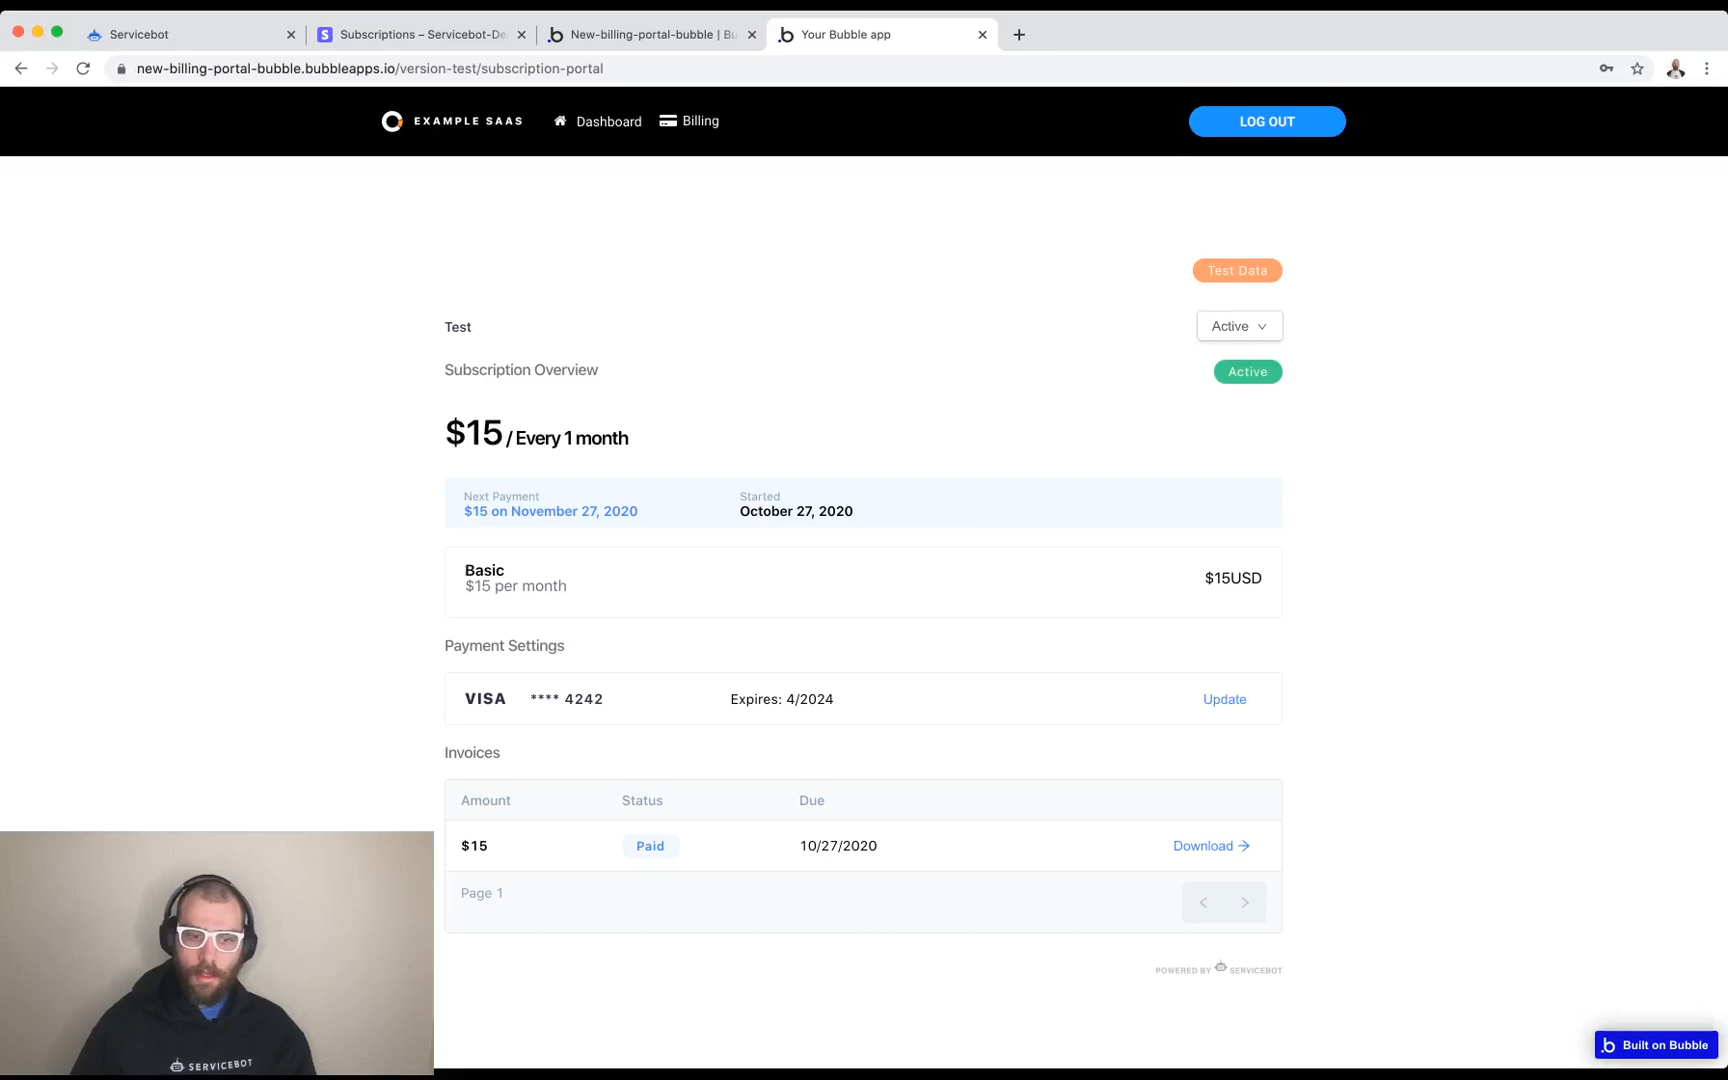 Servicebot
Subscriptions – Servicebot-De
New-billing-portal-bubble | Bu
Your Bubble app
new-billing-portal-bubble.bubbleapps.io/version-test/subscription-portal
EXAMPLE SAAS
Dashboard
Billing
LOG OUT
Test Data
Test
Active
Subscription Overview
Active
$15 / Every 1 month
Next Payment
Started
$15 on November 27, 2020
October 27, 2020
Basic
$15 per month
$15USD
Payment Settings
VISA **** 4242
Expires: 4/2024
Update
Invoices
Amount Status Due
$15 Paid 10/27/2020 Download →
Page 1
< >
POWERED BY SERVICEBOT
SERVICEBOT
Built on Bubble